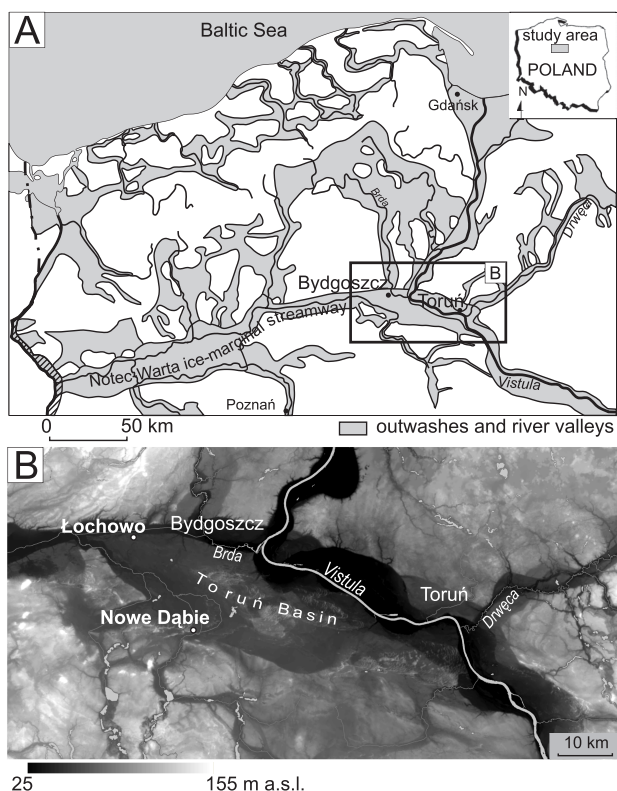 A
Baltic Sea
study area
POLAND
N
Gdańsk
Brda
Drwęca
B
Bydgoszcz
Toruń
Noteć-Warta ice-marginal streamway
Vistula
Poznań
0 50 km
outwashes and river valleys
B
Łochowo
Bydgoszcz
Brda
Vistula
Toruń
Toruń Basin
Drwęca
Nowe Dąbie
10 km
25 155 m a.s.l.